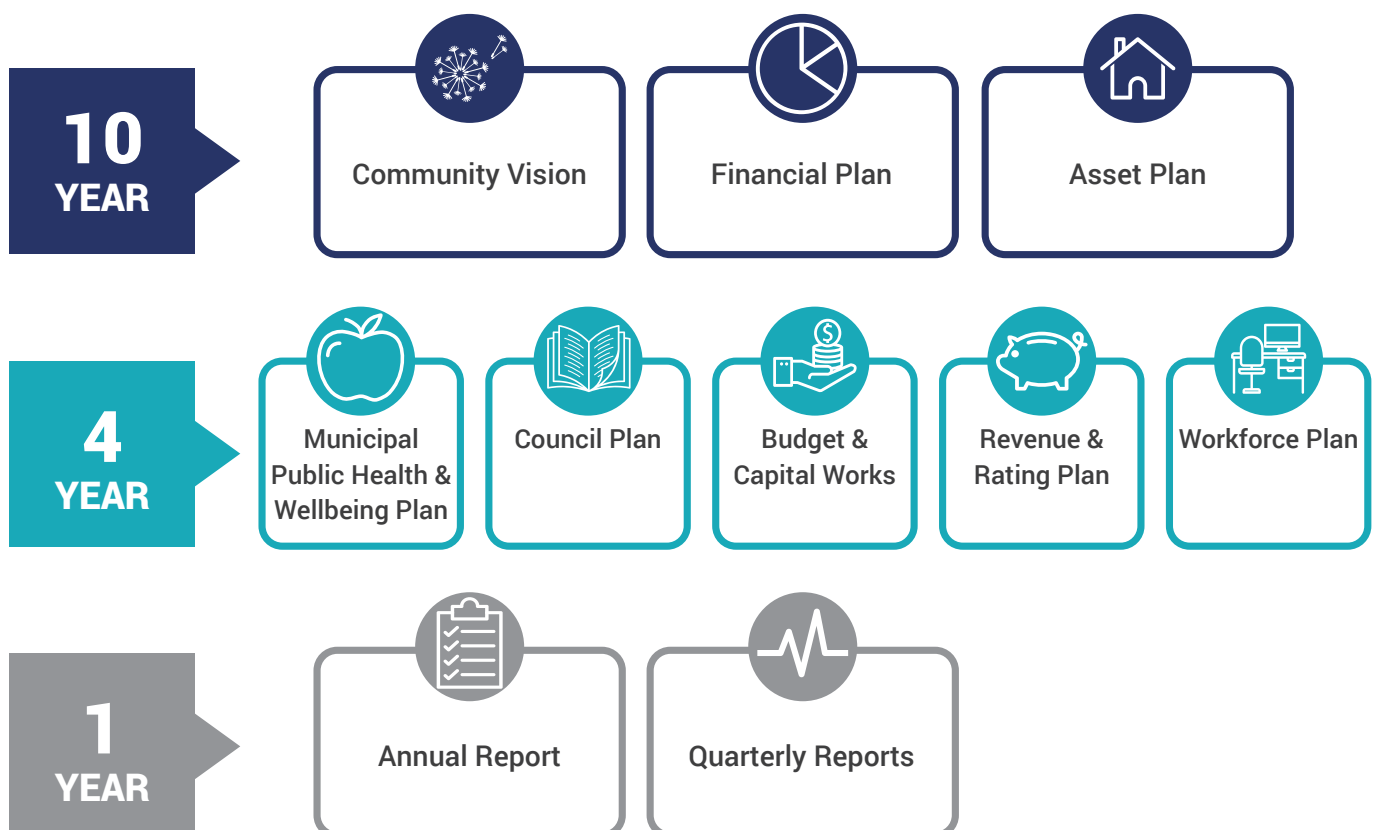 10
YEAR
Community Vision
Financial Plan
Asset Plan
4
YEAR
Municipal
Public Health &
Wellbeing Plan
Council Plan
Budget &
Capital Works
Revenue &
Rating Plan
Workforce Plan
1
YEAR
Annual Report
Quarterly Reports